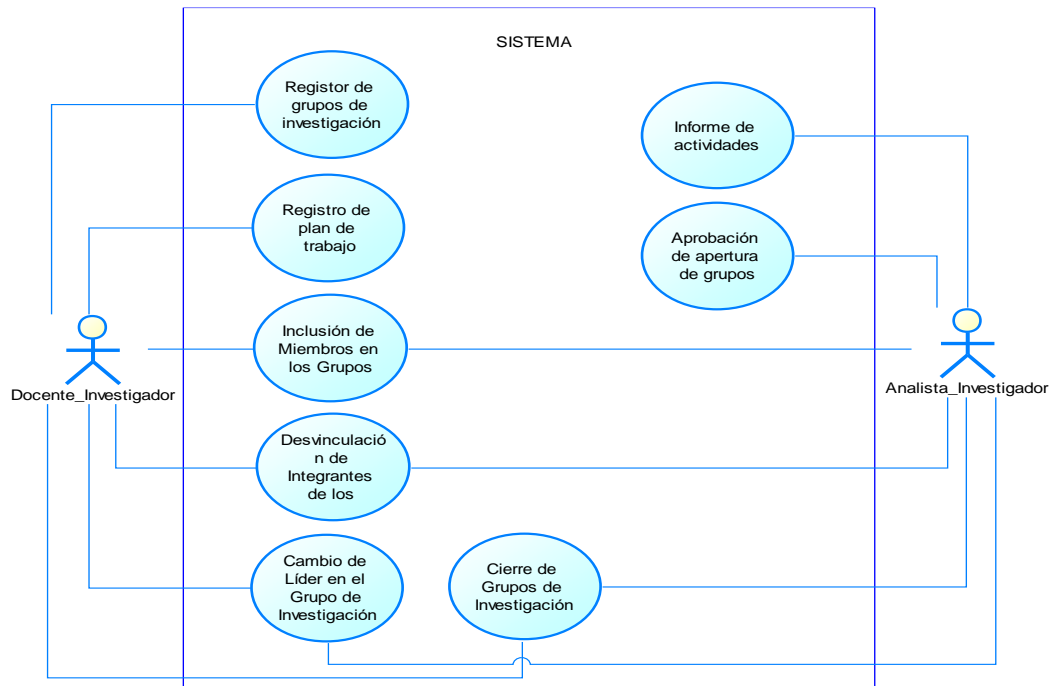 SISTEMA
Registor de
grupos de
investigación
Informe de
actividades
Registro de
plan de
trabajo
Aprobación
de apertura
de grupos
Inclusión de
Miembros en
los Grupos
Docente_Investigador
Analista_Investigador
Desvinculació
n de
Integrantes
de los
Cambio de
Líder en el
Grupo de
Investigación
Cierre de
Grupos de
Investigación